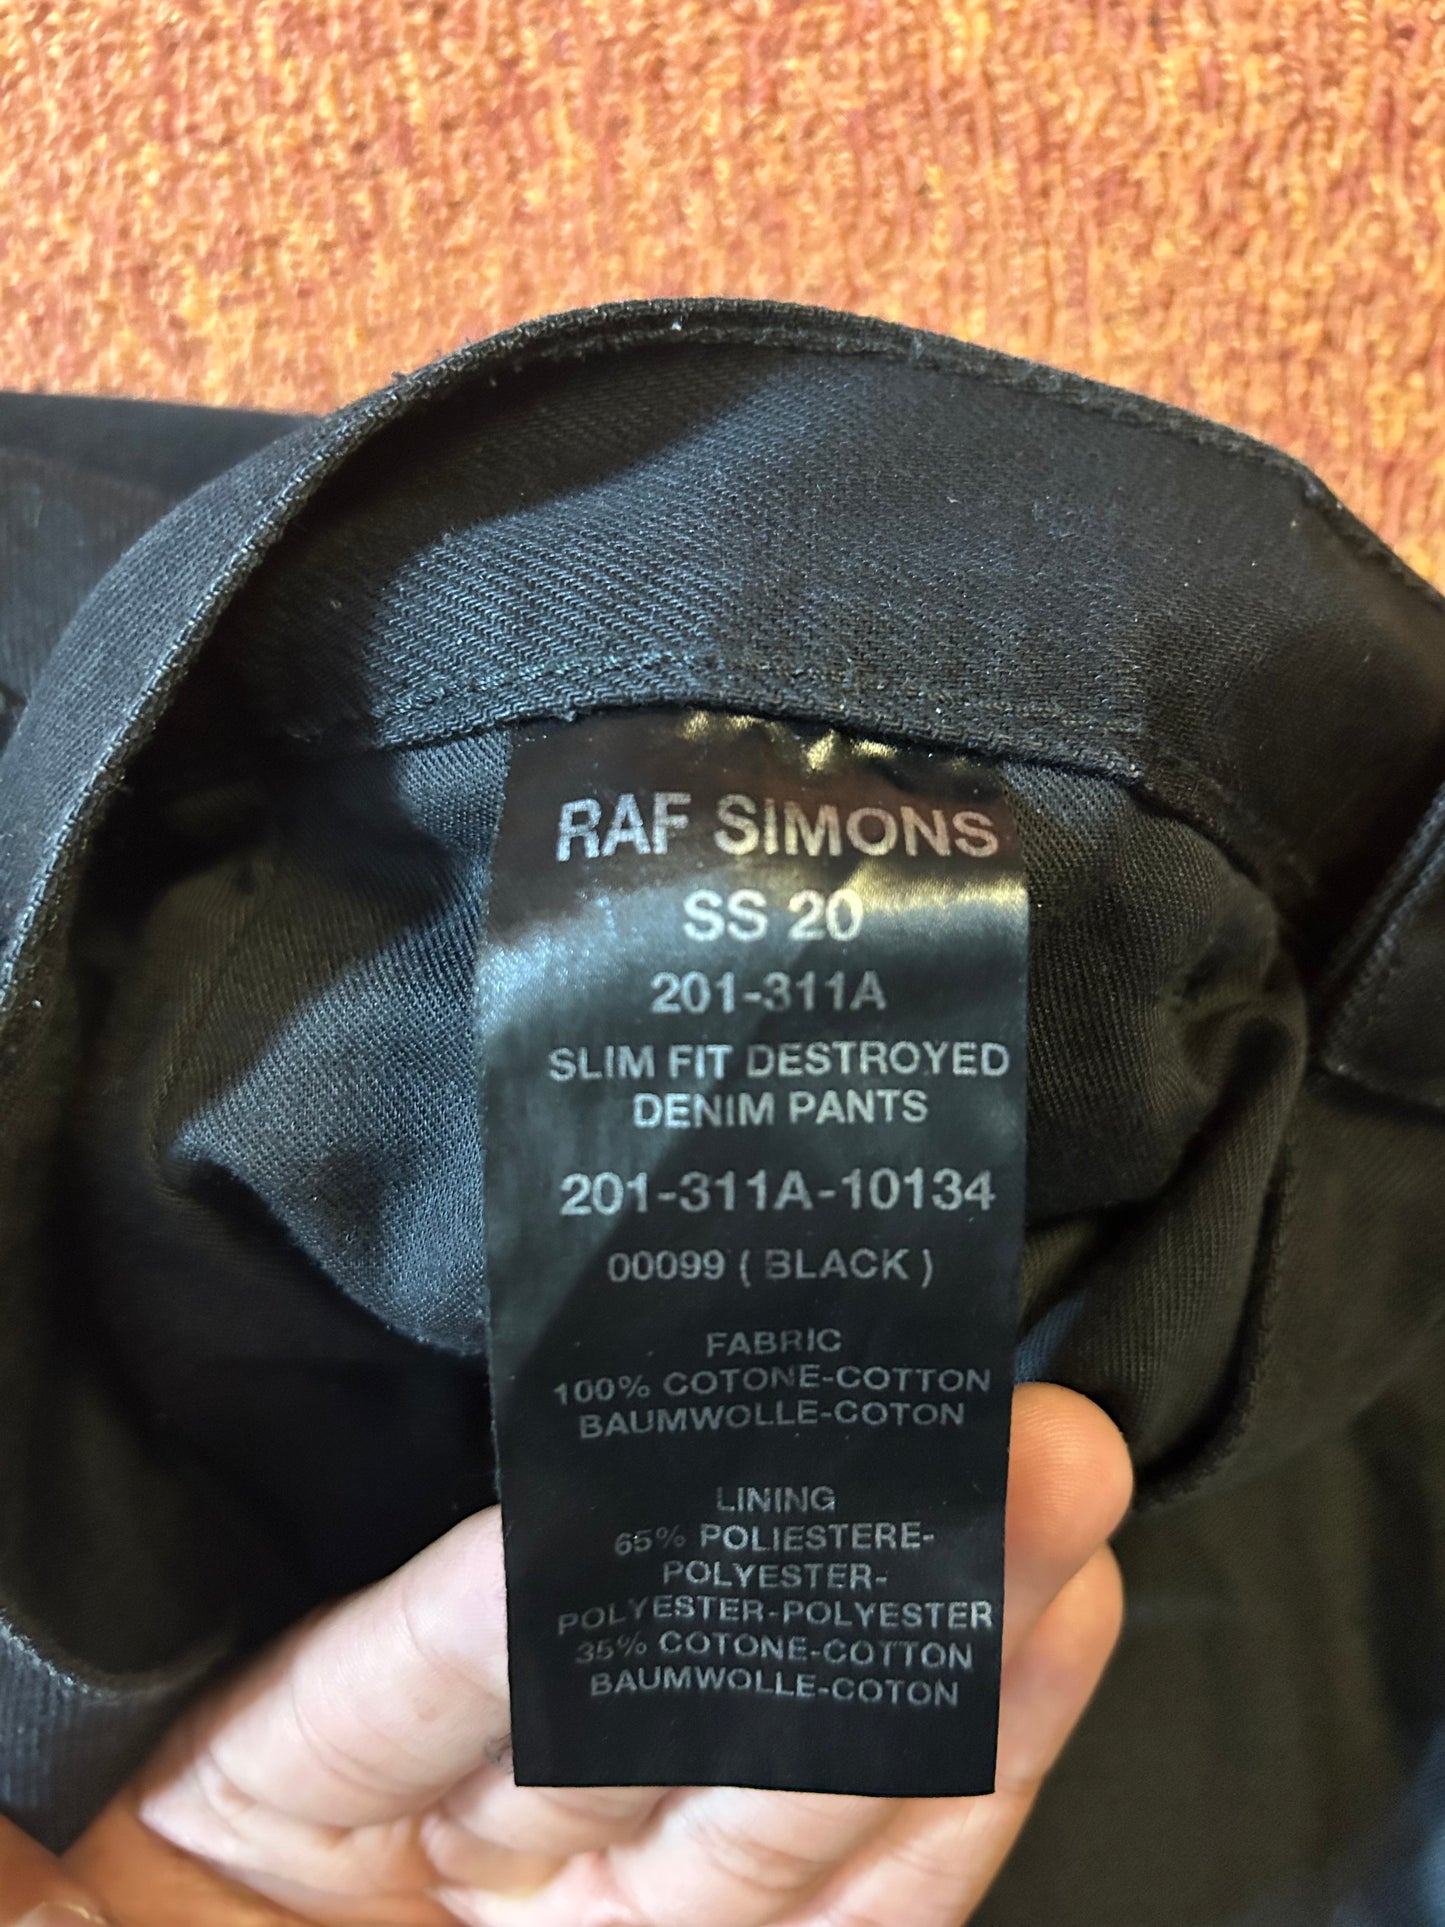 RAF SIMONS
SS 20
201-311A
SLIM FIT DESTROYED
DENIM PANTS
201-311A-10134
00099 ( BLACK )
FABRIC
100% COTONE-COTTON
BAUMWOLLE-COTON
LINING
65% POLIESTERE-
POLYESTER-
POLYESTER-POLYESTER
35% COTONE-COTTON
BAUMWOLLE-COTON